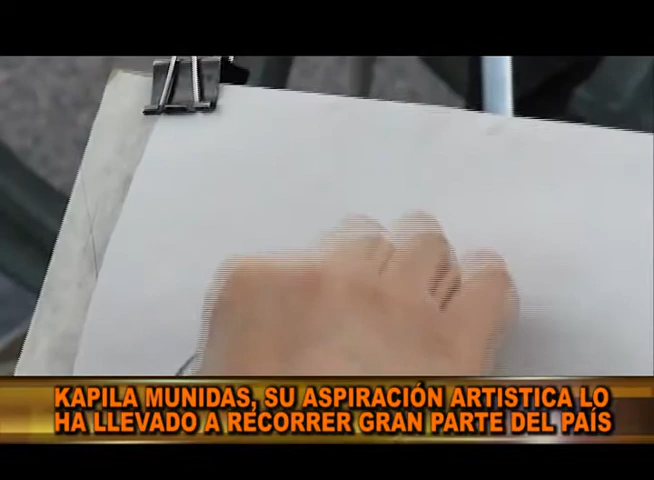 KAPILA MUNIDAS, SU ASPIRACIÓN ARTISTICA LO
HA LLEVADO A RECORRER GRAN PARTE DEL PAÍS